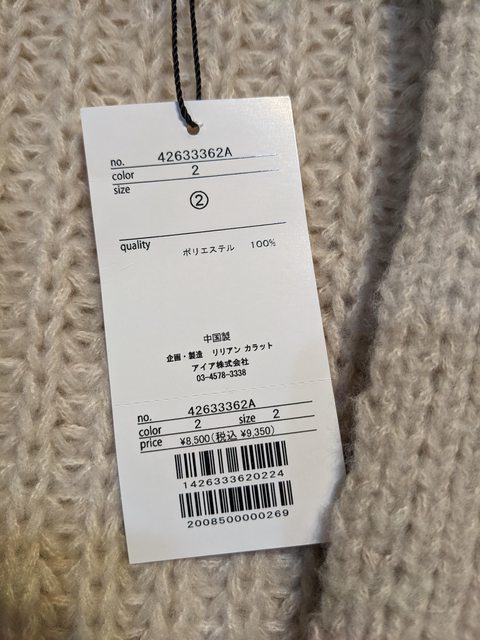 no. 42633362A
color 2
size
②
quality ポリエステル 100%
中国製
企画・製造 リリアン カラット
アイア株式会社
03-4578-3338
no. 42633362A
color 2 size 2
price ¥8,500(税込 ¥9,350)
1426333620224
2008500000269